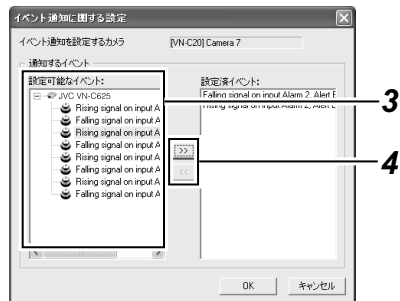 イベント通知に関する設定
イベント通知を設定するカメラ
[VN-C20] Camera 7
通知するイベント
設定可能なイベント:
設定済イベント:
JVC VN-C625
Rising signal on input A
Falling signal on input A
Rising signal on input A
Falling signal on input A
Rising signal on input A
Falling signal on input A
Rising signal on input A
Falling signal on input A
Falling signal on input Alarm 2, Alert E
Rising signal on input Alarm 2, Alert E
>>
<<
3
4
OK
キャンセル